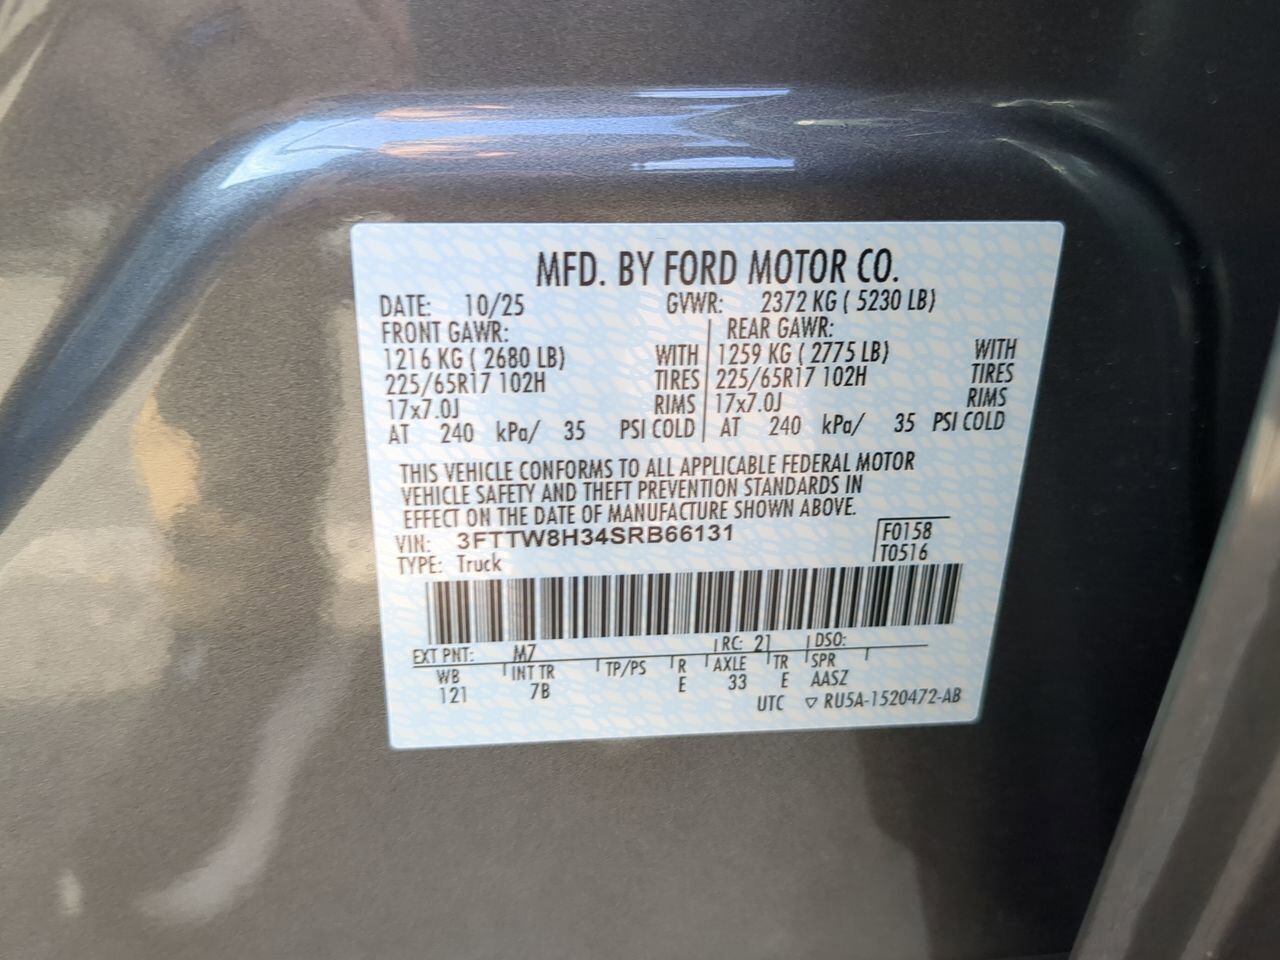 MFD. BY FORD MOTOR CO.
DATE: 10/25 GVWR: 2372 KG ( 5230 LB)
FRONT GAWR: REAR GAWR:
1216 KG ( 2680 LB) WITH 1259 KG ( 2775 LB) WITH
225/65R17 102H TIRES 225/65R17 102H TIRES
17x7.0J RIMS 17x7.0J RIMS
AT 240 kPa/ 35 PSI COLD AT 240 kPa/ 35 PSI COLD
THIS VEHICLE CONFORMS TO ALL APPLICABLE FEDERAL MOTOR
VEHICLE SAFETY AND THEFT PREVENTION STANDARDS IN
EFFECT ON THE DATE OF MANUFACTURE SHOWN ABOVE.
VIN: 3FTTW8H34SRB66131 F0158
TYPE: Truck T0516
EXT PNT: M7 RC: 21 DSO:
WB INT TR TP/PS R AXLE TR SPR
121 7B E 33 E AASZ
UTC ▽ RU5A-1520472-AB